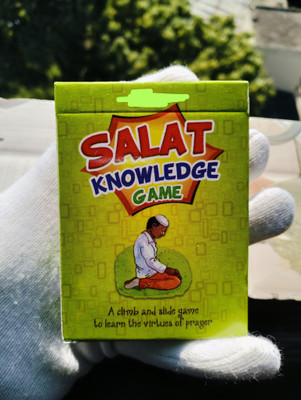 SALAT
KNOWLEDGE
GAME
A climb and slide game
to learn the virtues of prayer